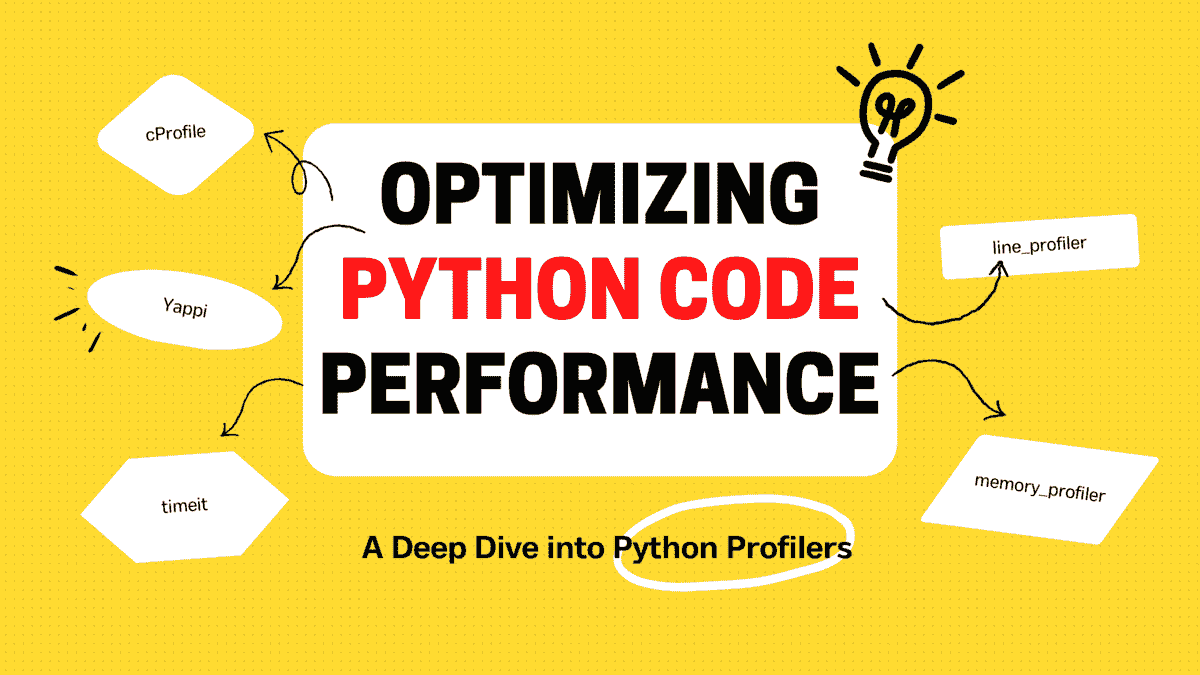 cProfile
OPTIMIZING
PYTHON CODE
PERFORMANCE
line_profiler
Yappi
timeit
memory_profiler
A Deep Dive into Python Profilers